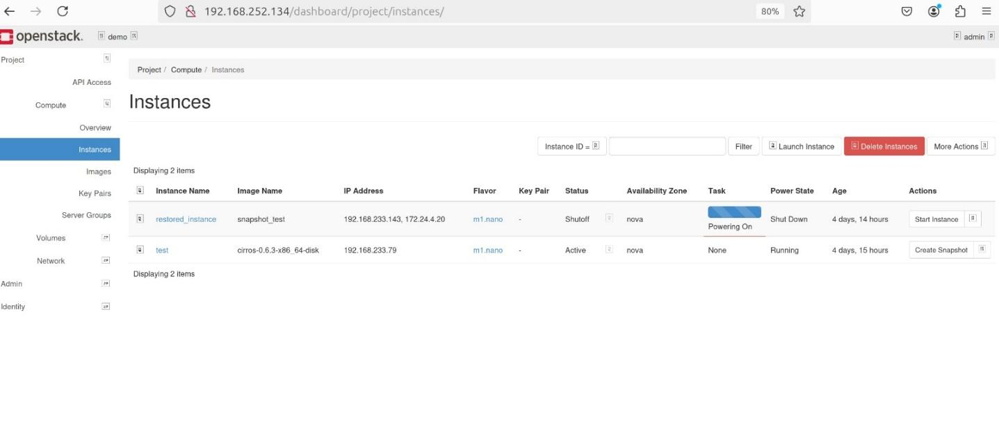 192.168.252.134/dashboard/project/instances/ 80%
openstack. demo admin
Project
API Access
Compute
Overview
Instances
Images
Key Pairs
Server Groups
Volumes
Network
Admin
Identity
Project / Compute / Instances
Instances
Instance ID = Filter Launch Instance Delete Instances More Actions
Displaying 2 items
Instance Name Image Name IP Address Flavor Key Pair Status Availability Zone Task Power State Age Actions
restored_instance snapshot_test 192.168.233.143, 172.24.4.20 m1.nano - Shutoff nova Powering On Shut Down 4 days, 14 hours Start Instance
test cirros-0.6.3-x86_64-disk 192.168.233.79 m1.nano - Active nova None Running 4 days, 15 hours Create Snapshot
Displaying 2 items